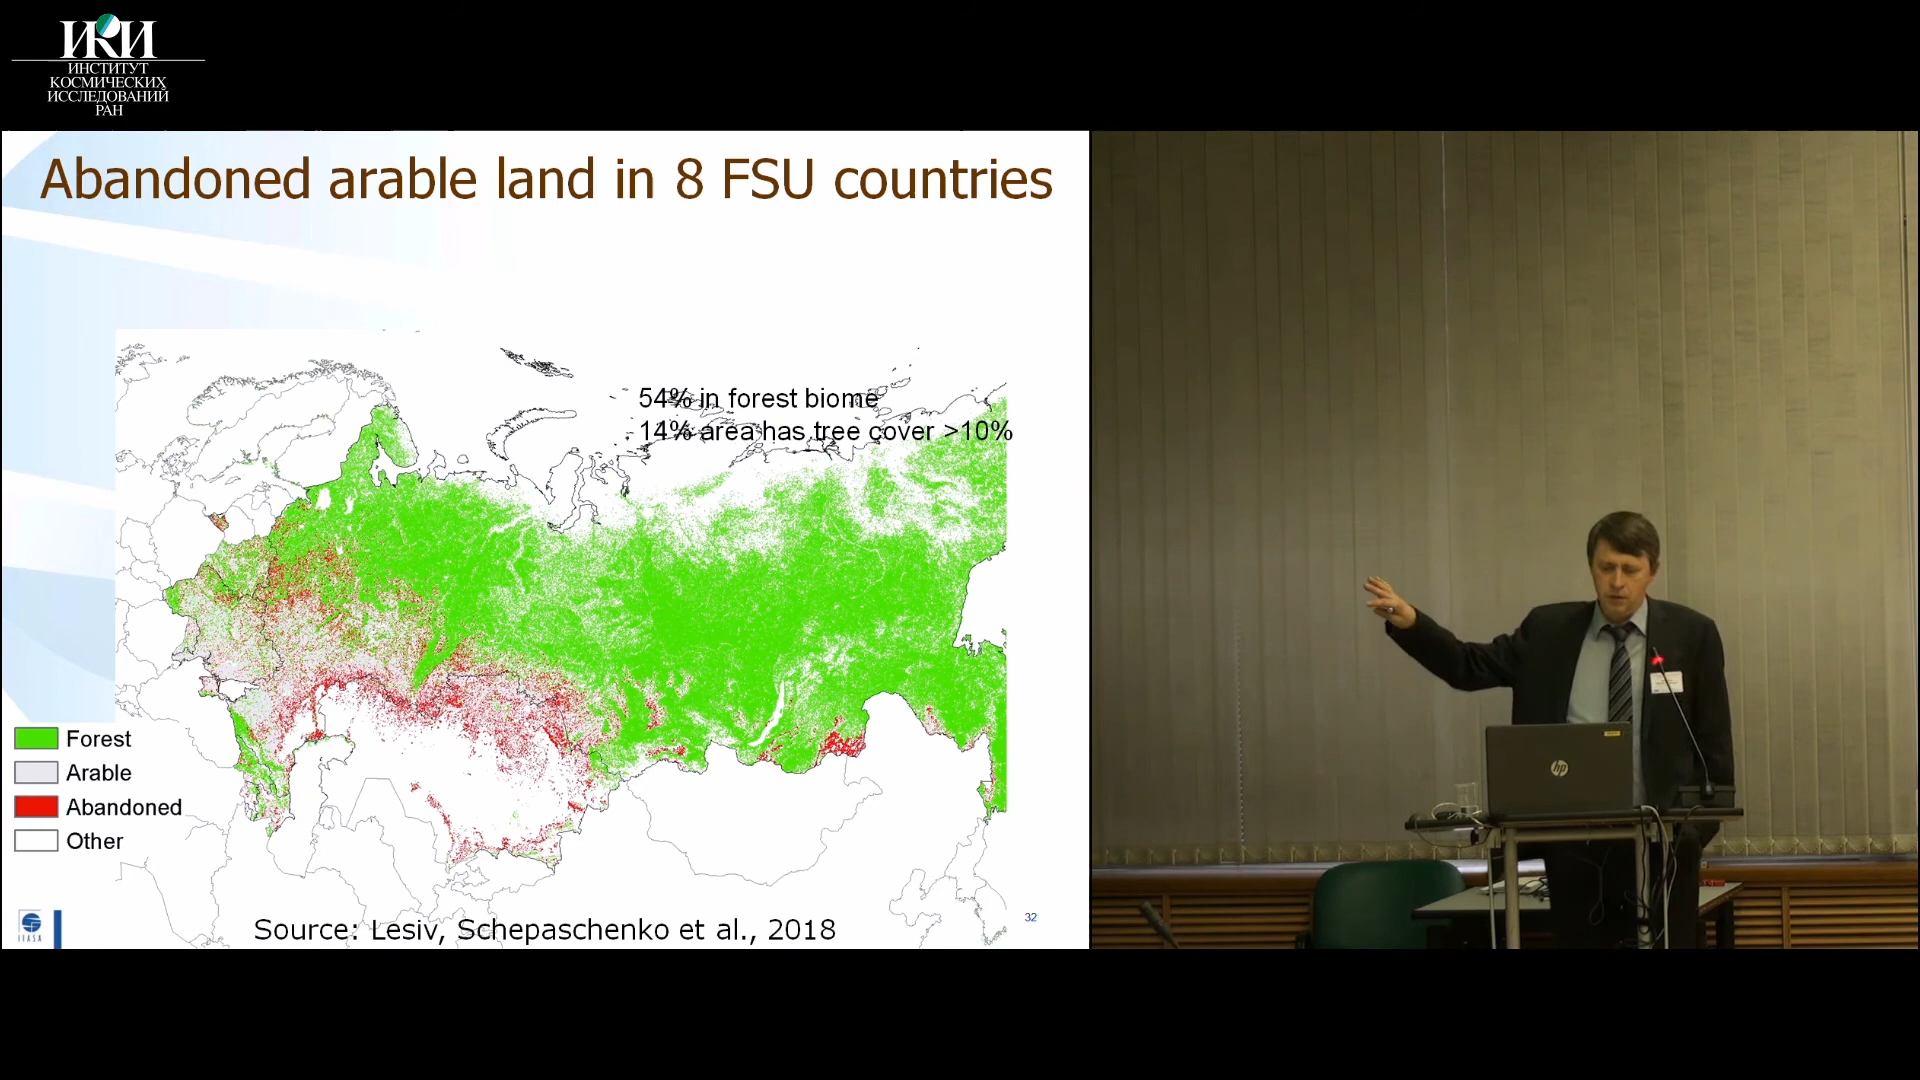 ИКИ
ИНСТИТУТ
КОСМИЧЕСКИХ
ИССЛЕДОВАНИЙ
РАН
Abandoned arable land in 8 FSU countries
54% in forest biome
14% area has tree cover >10%
Forest
Arable
Abandoned
Other
IIASA
Source: Lesiv, Schepaschenko et al., 2018
32
hp